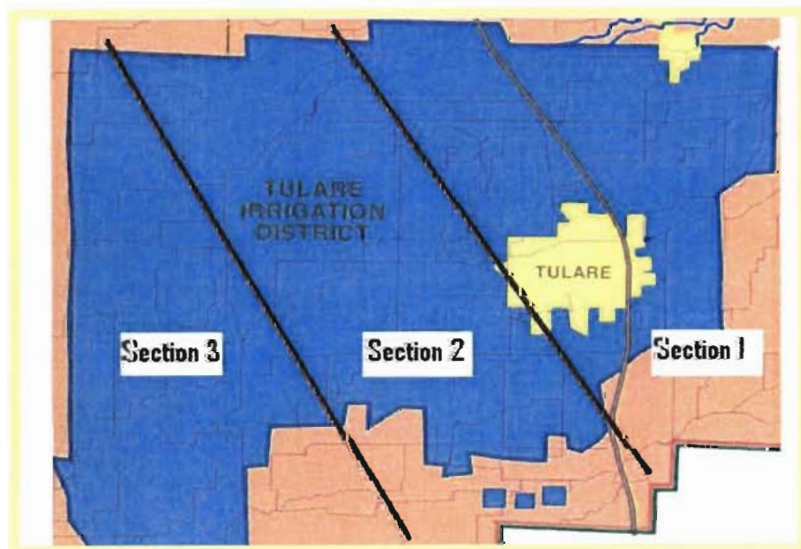 TULARE
IRRIGATION
DISTRICT
TULARE
Section 3
Section 2
Section 1